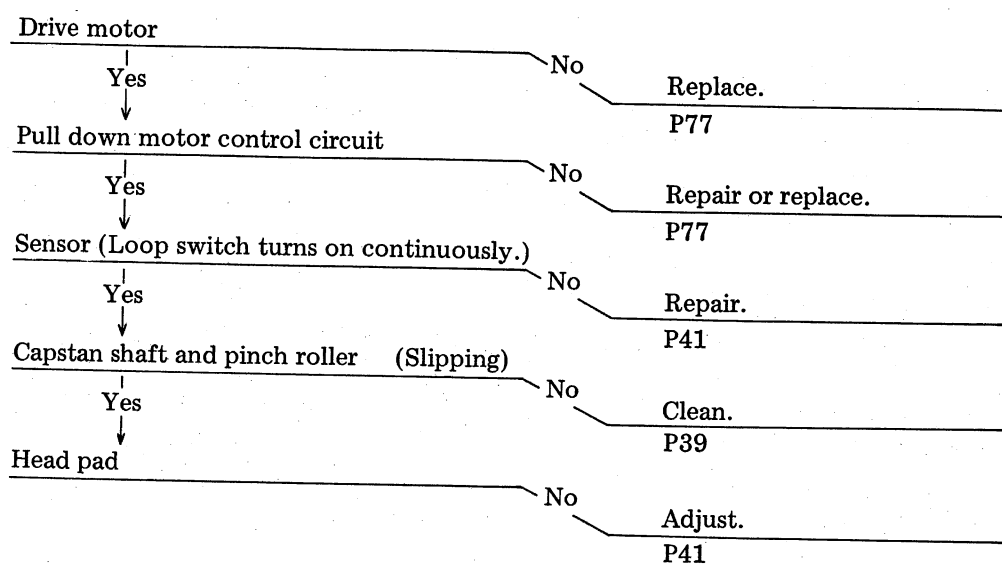 Drive motor
Yes
No
Replace.
P77
Pull down motor control circuit
Yes
No
Repair or replace.
P77
Sensor (Loop switch turns on continuously.)
Yes
No
Repair.
P41
Capstan shaft and pinch roller (Slipping)
Yes
No
Clean.
P39
Head pad
No
Adjust.
P41